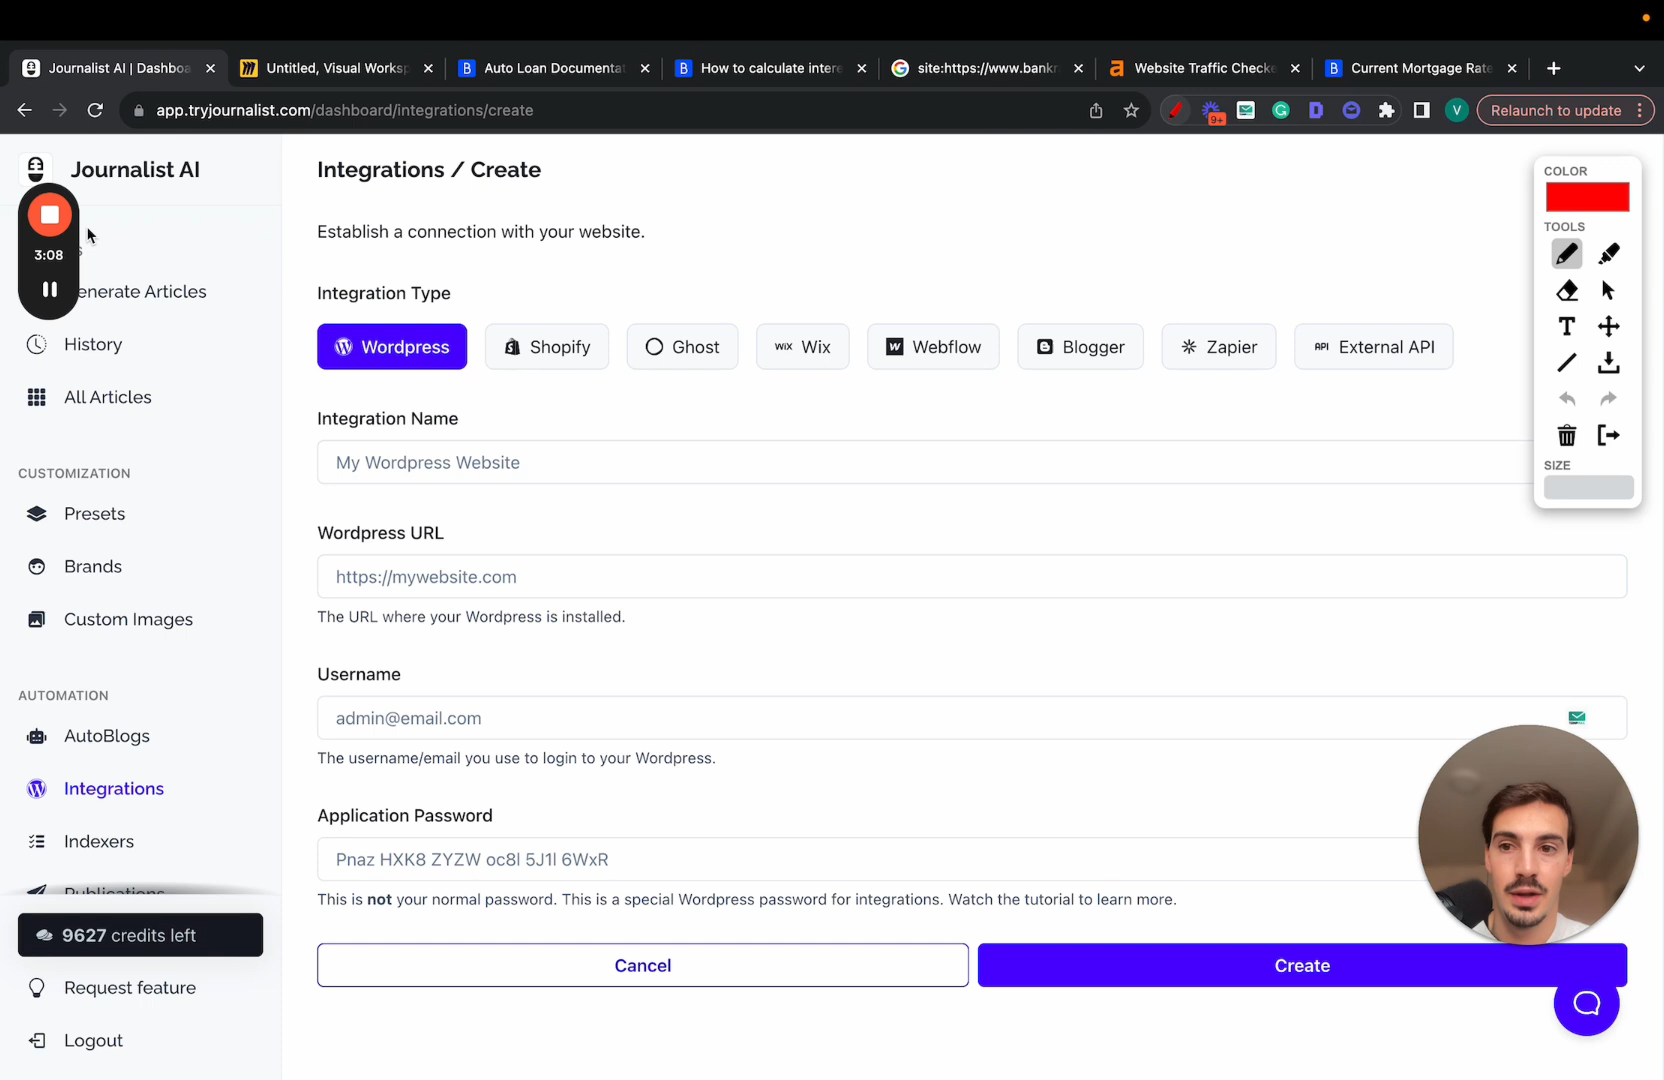 Journalist AI | Dashboa
Untitled, Visual Worksp
Auto Loan Documentat
How to calculate intere
site:https://www.bankr
Website Traffic Checke
Current Mortgage Rate
app.tryjournalist.com/dashboard/integrations/create
9+
V
Relaunch to update
Journalist AI
3:08
s
enerate Articles
History
All Articles
CUSTOMIZATION
Presets
Brands
Custom Images
AUTOMATION
AutoBlogs
Integrations
Indexers
Publications
9627 credits left
Request feature
Logout
Integrations / Create
Establish a connection with your website.
Integration Type
Wordpress
Shopify
Ghost
WIX Wix
Webflow
Blogger
Zapier
API External API
Integration Name
My Wordpress Website
Wordpress URL
https://mywebsite.com
The URL where your Wordpress is installed.
Username
admin@email.com
The username/email you use to login to your Wordpress.
Application Password
Pnaz HXK8 ZYZW oc8l 5J1l 6WxR
This is not your normal password. This is a special Wordpress password for integrations. Watch the tutorial to learn more.
Cancel
Create
COLOR
TOOLS
SIZE